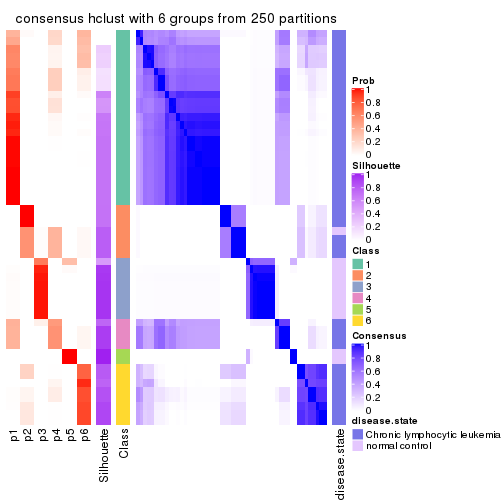 consensus hclust with 6 groups from 250 partitions
Prob
1
0.8
0.6
0.4
0.2
0
Silhouette
1
0.8
0.6
0.4
0.2
0
Class
1
2
3
4
5
6
Consensus
1
0.8
0.6
0.4
0.2
0
disease.state
Chronic lymphocytic leukemia
normal control
p1
p2
p3
p4
p5
p6
Silhouette
Class
disease.state